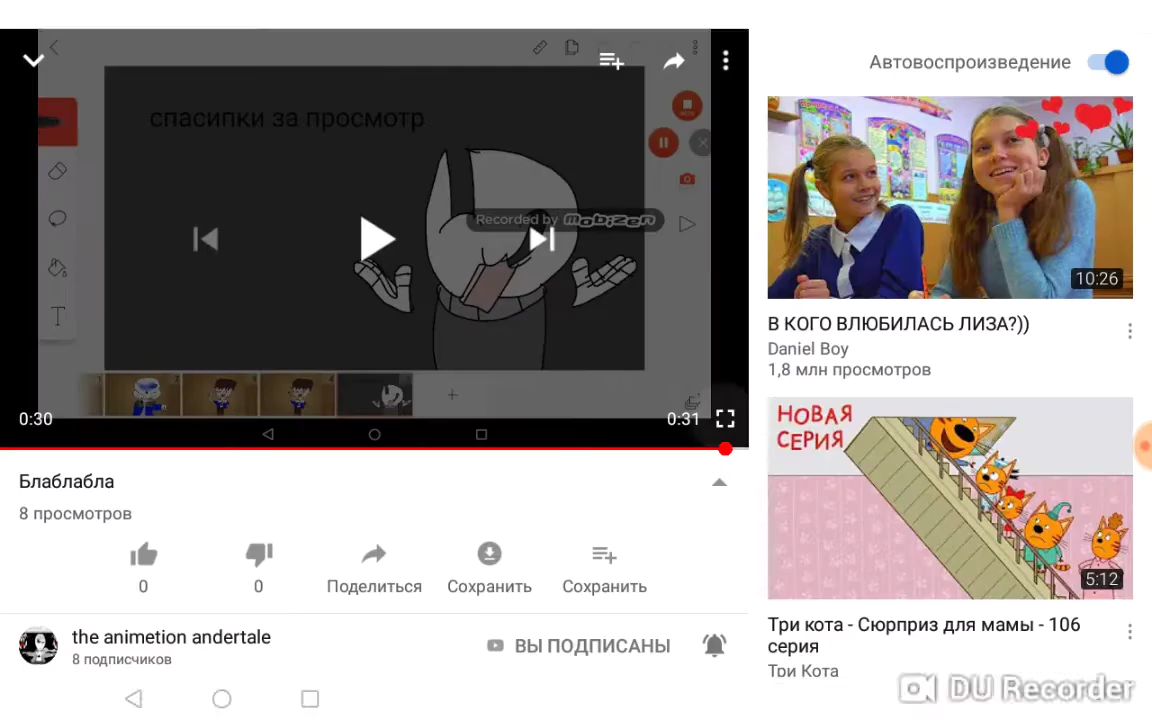 спасипки за просмотр
Recorded by Mobizen
T
0:30
0:31
Блаблабла
8 просмотров
0
0
Поделиться
Сохранить
Сохранить
the animetion andertale
8 подписчиков
ВЫ ПОДПИСАНЫ
Автовоспроизведение
10:26
В КОГО ВЛЮБИЛАСЬ ЛИЗА?))
Daniel Boy
1,8 млн просмотров
НОВАЯ
СЕРИЯ
5:12
Три кота - Сюрприз для мамы - 106
серия
Три Кота
DU Recorder